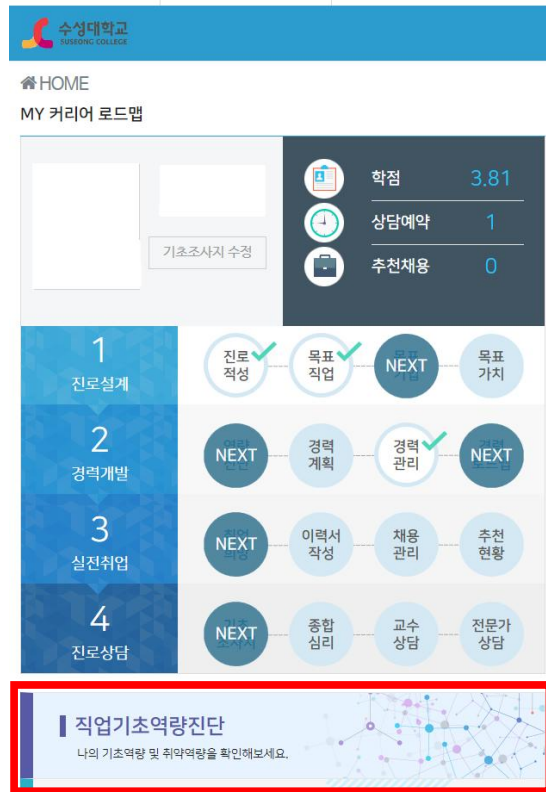 수성대학교
SUSEONG COLLEGE
HOME
MY 커리어 로드맵
기초조사지 수정
학점 3.81
상담예약 1
추천채용 0
1
진로설계
진로
적성
목표
직업
NEXT
목표
가치
2
경력개발
NEXT
경력
계획
경력
관리
NEXT
3
실전취업
NEXT
이력서
작성
채용
관리
추천
현황
4
진로상담
NEXT
종합
심리
교수
상담
전문가
상담
직업기초역량진단
나의 기초역량 및 취약역량을 확인해보세요.